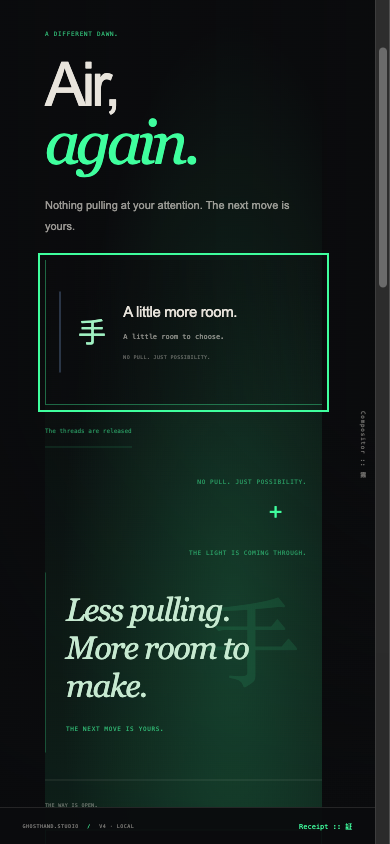 A DIFFERENT DAWN.
Air,
again.
Nothing pulling at your attention. The next move is
yours.
手
A little more room.
A little room to choose.
NO PULL. JUST POSSIBILITY.
The threads are released
Compositor ::
NO PULL. JUST POSSIBILITY.
+
THE LIGHT IS COMING THROUGH.
手
Less pulling.
More room to
make.
THE NEXT MOVE IS YOURS.
THE WAY IS OPEN.
GHOSTHAND.STUDIO / V4 · LOCAL
Receipt :: 証